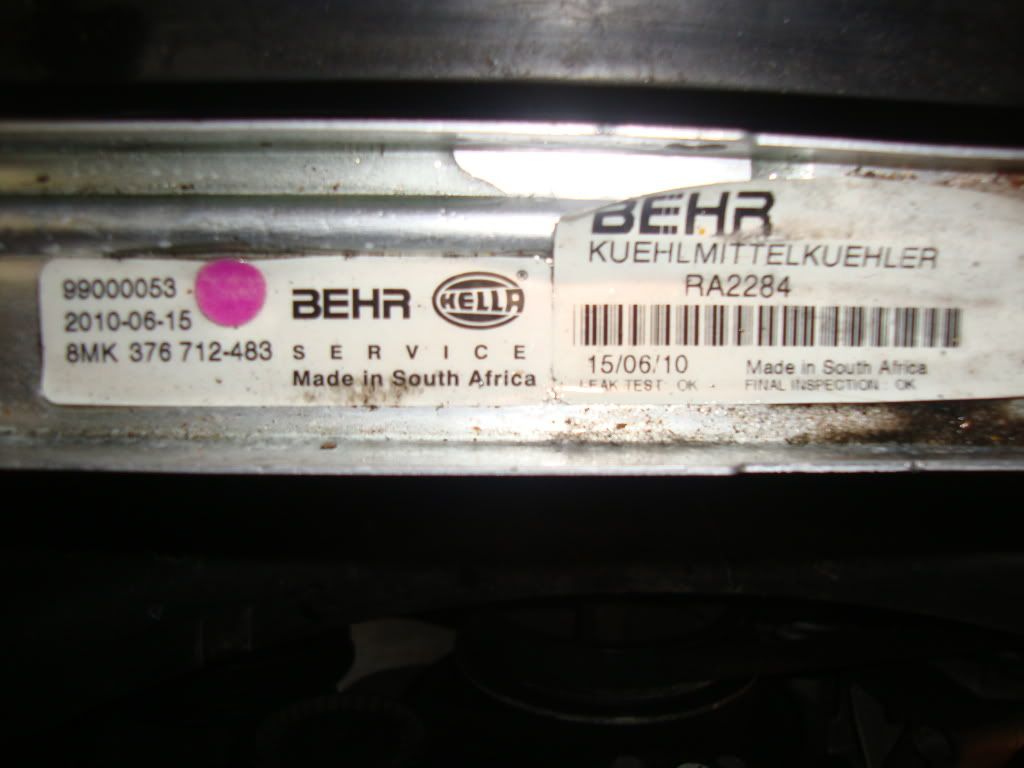 99000053
2010-06-15
8MK 376 712-483
BEHR HELLA®
SERVICE
Made in South Africa
BEHR
KUEHLMITTELKUEHLER
RA2284
15/06/10 Made in South Africa
LEAK TEST: OK FINAL INSPECTION: OK